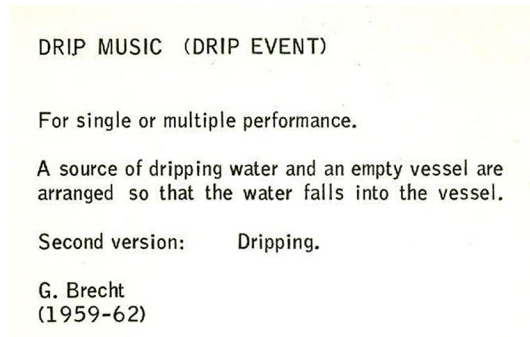 DRIP MUSIC (DRIP EVENT)
For single or multiple performance.
A source of dripping water and an empty vessel are
arranged so that the water falls into the vessel.
Second version: Dripping.
G. Brecht
(1959-62)